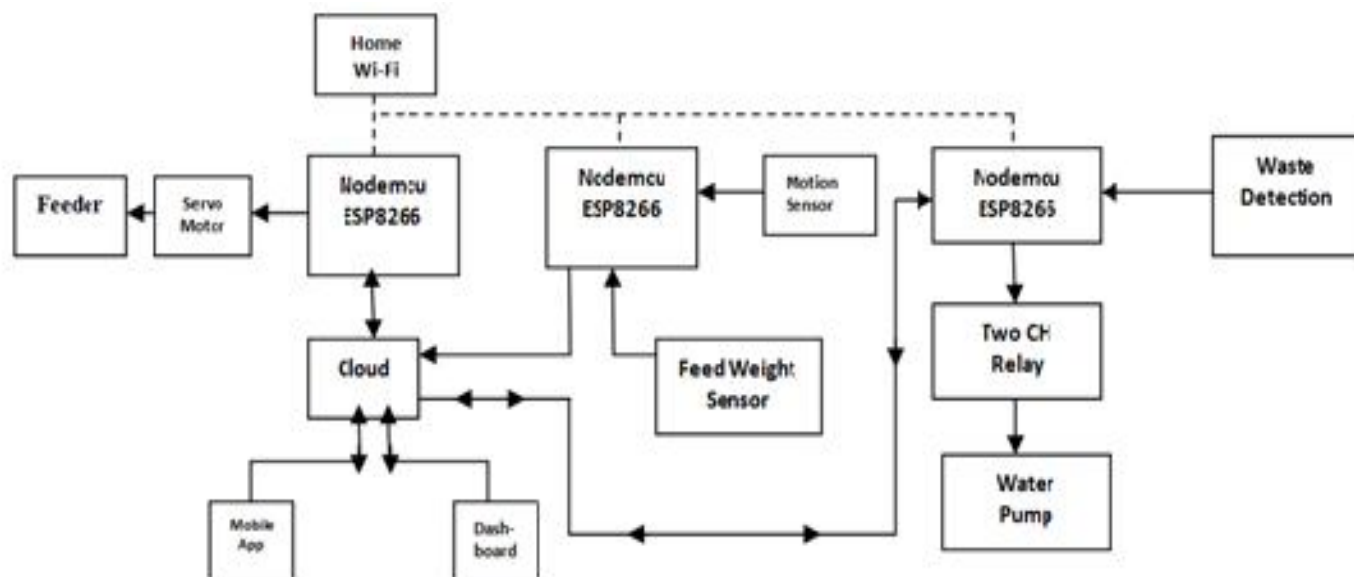 Home
Wi-Fi
Feeder
Servo
Motor
Nodemcu
ESP8266
Nodemcu
ESP8266
Motion
Sensor
Nodemcu
ESP8266
Waste
Detection
Cloud
Feed Weight
Sensor
Two CH
Relay
Mobile
App
Dash-
board
Water
Pump